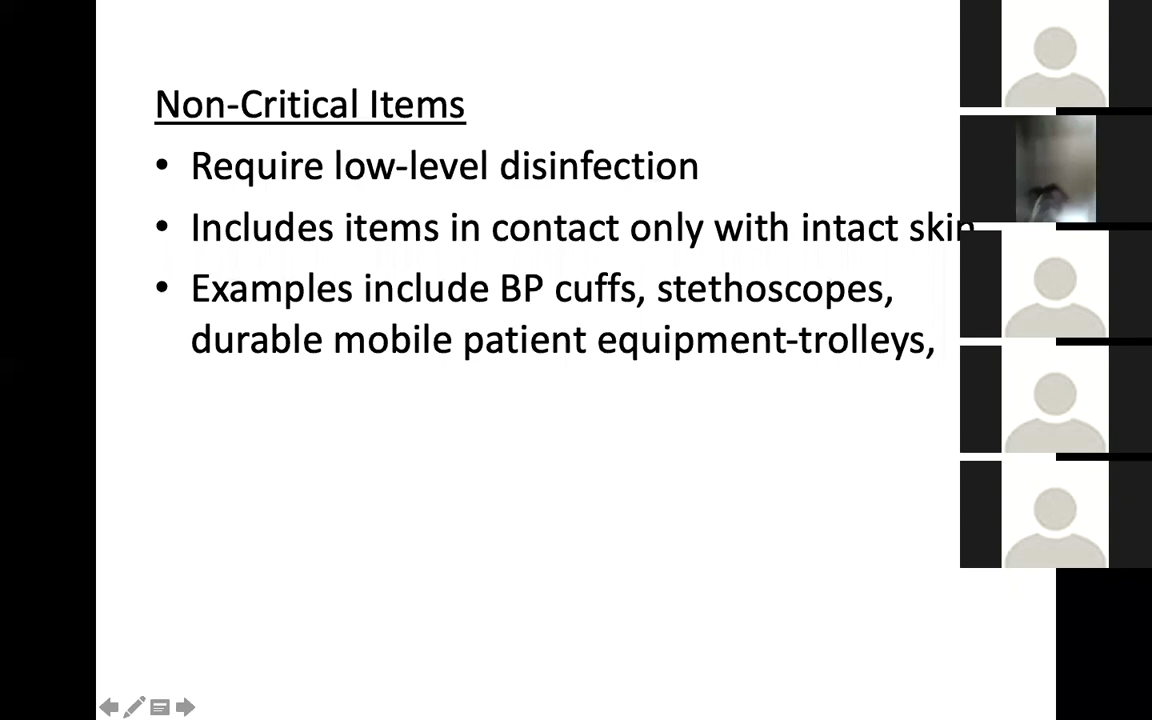 Non-Critical Items
• Require low-level disinfection
• Includes items in contact only with intact skin
• Examples include BP cuffs, stethoscopes,
durable mobile patient equipment-trolleys,